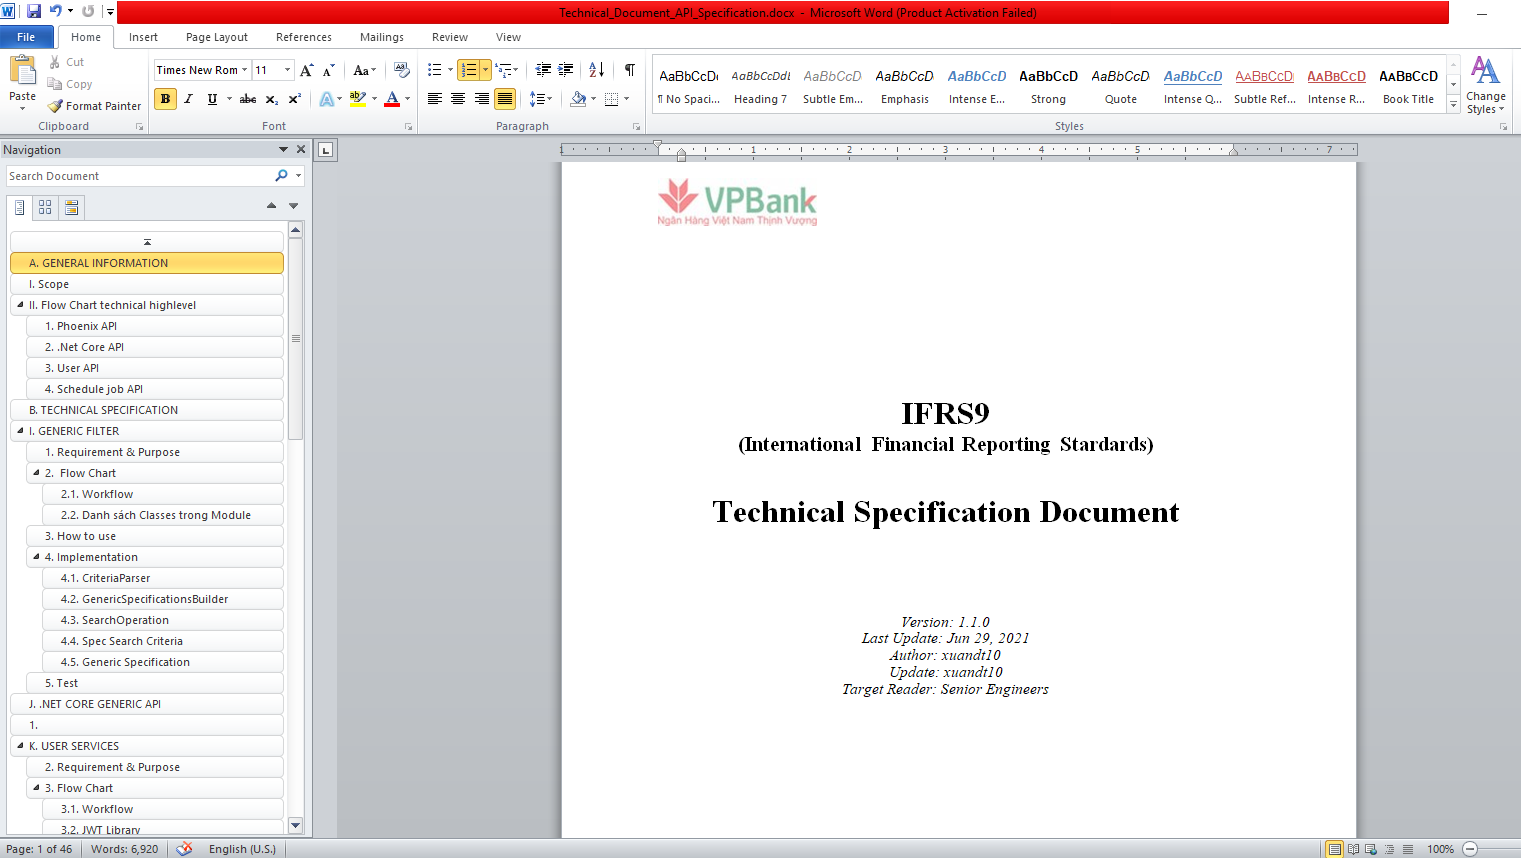 Technical_Document_API_Specification.docx - Microsoft Word (Product Activation Failed)
File Home Insert Page Layout References Mailings Review View
Paste
Cut
Copy
Format Painter
Clipboard
Times New Rom 11
Font
Paragraph
AaBbCcDc AaBbCcDdE AaBbCcD AaBbCcD AaBbCcD AaBbCcD AaBbCcD AaBbCcD AaBbCcD AaBbCcD AaBbCcD
¶ No Spaci... Heading 7 Subtle Em... Emphasis Intense E... Strong Quote Intense Q... Subtle Ref... Intense R... Book Title
Change Styles
Styles
Navigation
Search Document
A. GENERAL INFORMATION
I. Scope
II. Flow Chart technical highlevel
1. Phoenix API
2. .Net Core API
3. User API
4. Schedule job API
B. TECHNICAL SPECIFICATION
I. GENERIC FILTER
1. Requirement & Purpose
2. Flow Chart
2.1. Workflow
2.2. Danh sách Classes trong Module
3. How to use
4. Implementation
4.1. CriteriaParser
4.2. GenericSpecificationsBuilder
4.3. SearchOperation
4.4. Spec Search Criteria
4.5. Generic Specification
5. Test
J. .NET CORE GENERIC API
1.
K. USER SERVICES
2. Requirement & Purpose
3. Flow Chart
3.1. Workflow
3.2. JWT Library
1 1 2 3 4 5 7
VPBank
Ngân Hàng Việt Nam Thịnh Vượng
IFRS9
(International Financial Reporting Stardards)
Technical Specification Document
Version: 1.1.0
Last Update: Jun 29, 2021
Author: xuandt10
Update: xuandt10
Target Reader: Senior Engineers
Page: 1 of 46 Words: 6,920 English (U.S.) 100%